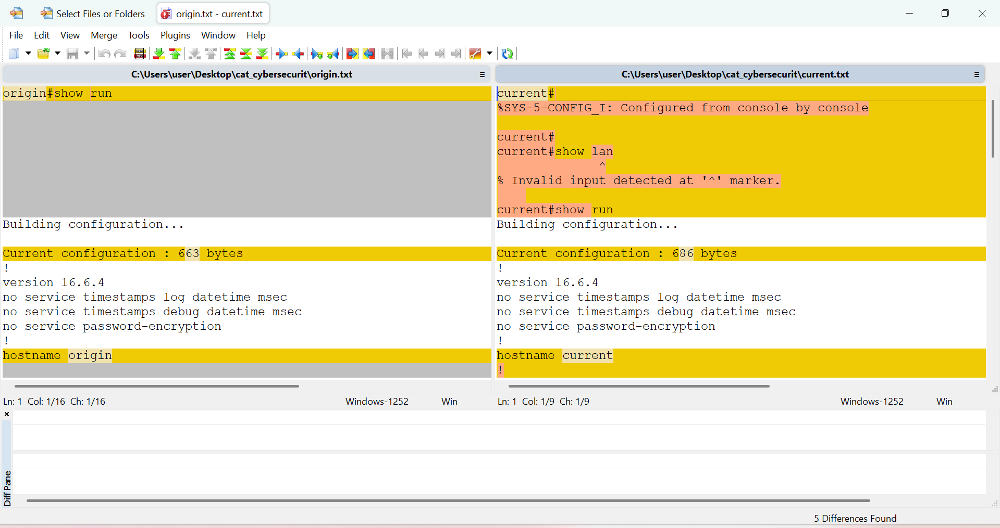 Select Files or Folders
origin.txt - current.txt
File Edit View Merge Tools Plugins Window Help
C:\Users\user\Desktop\cat_cybersecurit\origin.txt
origin#show run
Building configuration...
Current configuration : 663 bytes
!
version 16.6.4
no service timestamps log datetime msec
no service timestamps debug datetime msec
no service password-encryption
!
hostname origin
Ln: 1 Col: 1/16 Ch: 1/16 Windows-1252 Win
C:\Users\user\Desktop\cat_cybersecurit\current.txt
current#
%SYS-5-CONFIG_I: Configured from console by console
current#
current#show lan
^
% Invalid input detected at '^' marker.
current#show run
Building configuration...
Current configuration : 686 bytes
!
version 16.6.4
no service timestamps log datetime msec
no service timestamps debug datetime msec
no service password-encryption
!
hostname current
!
Ln: 1 Col: 1/9 Ch: 1/9 Windows-1252 Win
Diff Pane
5 Differences Found